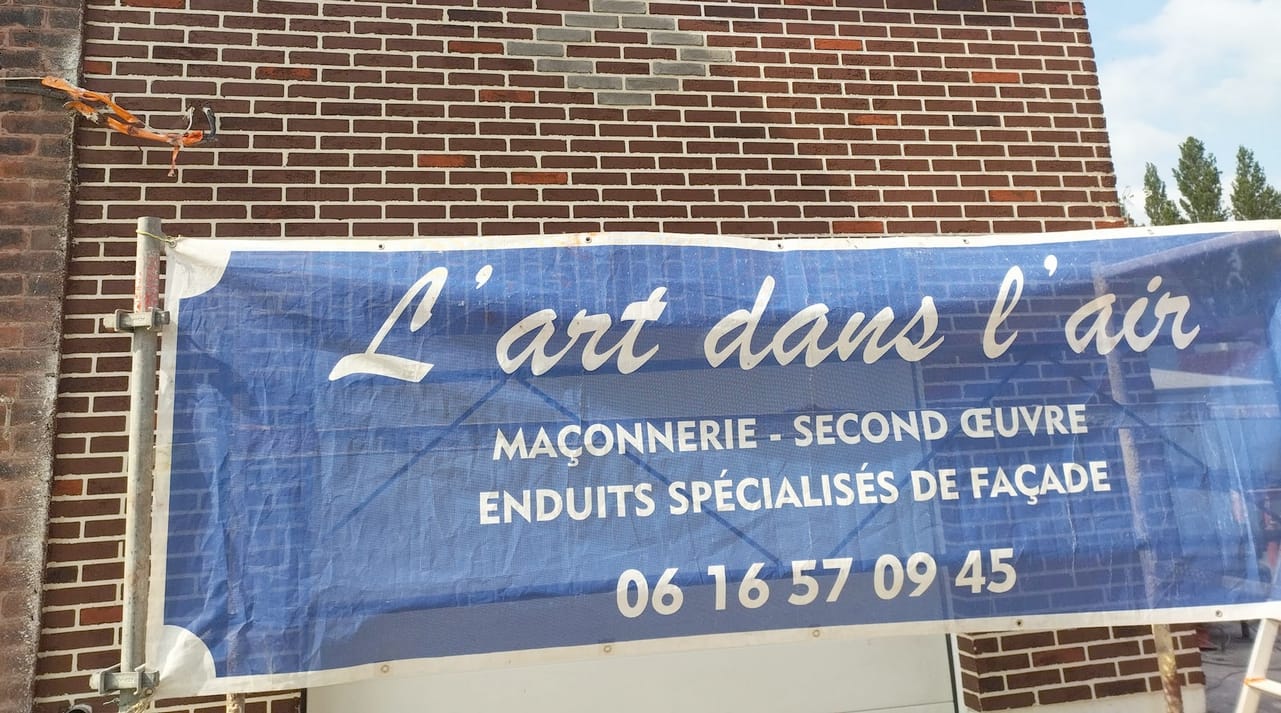 L'art dans l'air
MAÇONNERIE - SECOND ŒUVRE
ENDUITS SPÉCIALISÉS DE FAÇADE
06 16 57 09 45